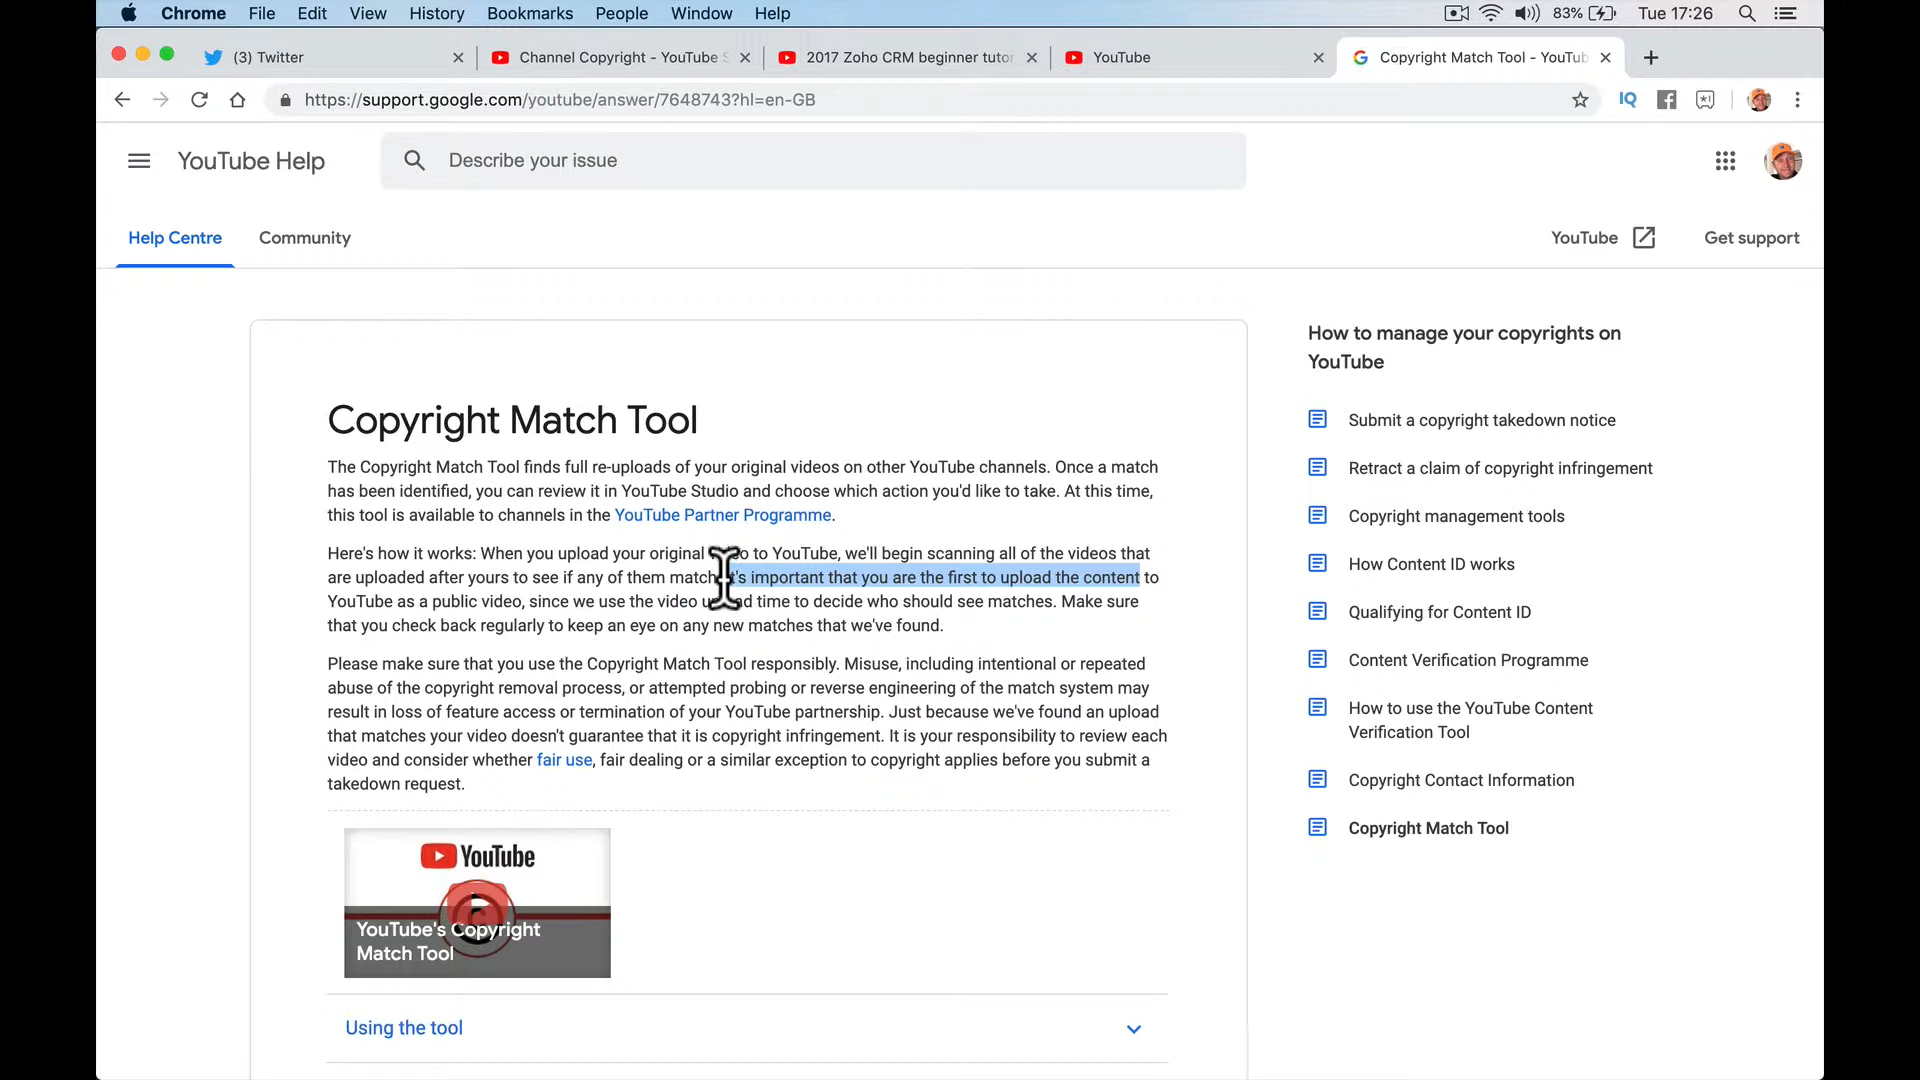 Chrome File Edit View History Bookmarks People Window Help 83% Tue 17:26
(3) Twitter Channel Copyright - YouTube S 2017 Zoho CRM beginner tutor YouTube Copyright Match Tool - YouTub
https://support.google.com/youtube/answer/7648743?hl=en-GB IQ
YouTube Help Describe your issue
Help Centre Community YouTube Get support
Copyright Match Tool
The Copyright Match Tool finds full re-uploads of your original videos on other YouTube channels. Once a match
has been identified, you can review it in YouTube Studio and choose which action you'd like to take. At this time,
this tool is available to channels in the YouTube Partner Programme.
Here's how it works: When you upload your original to YouTube, we'll begin scanning all of the videos that
are uploaded after yours to see if any of them match important that you are the first to upload the content to
YouTube as a public video, since we use the video time to decide who should see matches. Make sure
that you check back regularly to keep an eye on any new matches that we've found.
Please make sure that you use the Copyright Match Tool responsibly. Misuse, including intentional or repeated
abuse of the copyright removal process, or attempted probing or reverse engineering of the match system may
result in loss of feature access or termination of your YouTube partnership. Just because we've found an upload
that matches your video doesn't guarantee that it is copyright infringement. It is your responsibility to review each
video and consider whether fair use, fair dealing or a similar exception to copyright applies before you submit a
takedown request.
YouTube
YouTube's Copyright
Match Tool
Using the tool
How to manage your copyrights on
YouTube
Submit a copyright takedown notice
Retract a claim of copyright infringement
Copyright management tools
How Content ID works
Qualifying for Content ID
Content Verification Programme
How to use the YouTube Content
Verification Tool
Copyright Contact Information
Copyright Match Tool